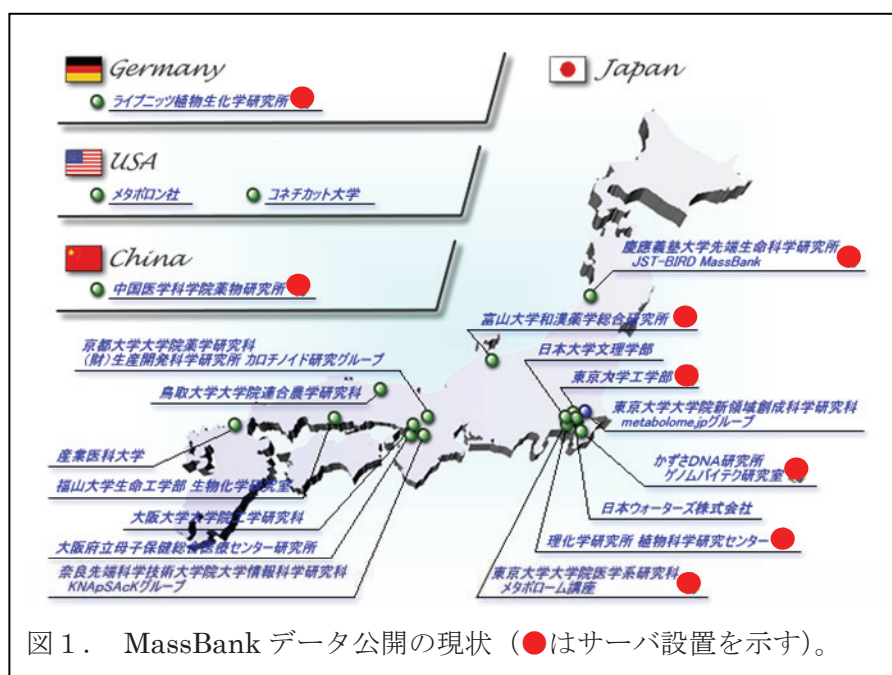 Germany
ライプニッツ植物生化学研究所
USA
メタボロン社
コネチカット大学
China
中国医学科学院薬物研究所
Japan
慶應義塾大学先端生命科学研究所
JST-BIRD MassBank
富山大学和漢薬学総合研究所
日本大学文理学部
東京大学工学部
東京大学大学院新領域創成科学研究科
metabolome.jpグループ
かずさDNA研究所
ゲノムバイテク研究室
日本ウォーターズ株式会社
理化学研究所 植物科学研究センター
東京大学大学院医学系研究科
メタボローム講座
京都大学大学院薬学研究科
(財)生産開発科学研究所 カロチノイド研究グループ
鳥取大学大学院連合農学研究科
産業医科大学
福山大学生命工学部 生物化学研究室
大阪大学大学院工学研究科
大阪府立母子保健総合医療センター研究所
奈良先端科学技術大学院大学情報科学研究科
KNApSAcKグループ
図1. MassBank データ公開の現状（●はサーバ設置を示す）。